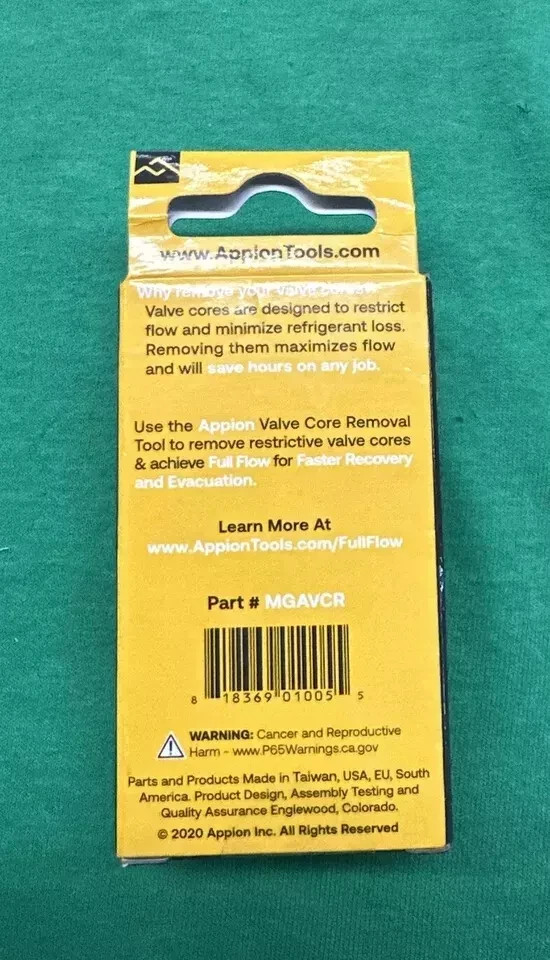 www.AppionTools.com
Why remove your valve cores?
Valve cores are designed to restrict
flow and minimize refrigerant loss.
Removing them maximizes flow
and will save hours on any job.
Use the Appion Valve Core Removal
Tool to remove restrictive valve cores
& achieve Full Flow for Faster Recovery
and Evacuation.
Learn More At
www.AppionTools.com/FullFlow
Part # MGAVCR
8 18369 01005 5
WARNING: Cancer and Reproductive
Harm - www.P65Warnings.ca.gov
Parts and Products Made in Taiwan, USA, EU, South
America. Product Design, Assembly Testing and
Quality Assurance Englewood, Colorado.
© 2020 Appion Inc. All Rights Reserved